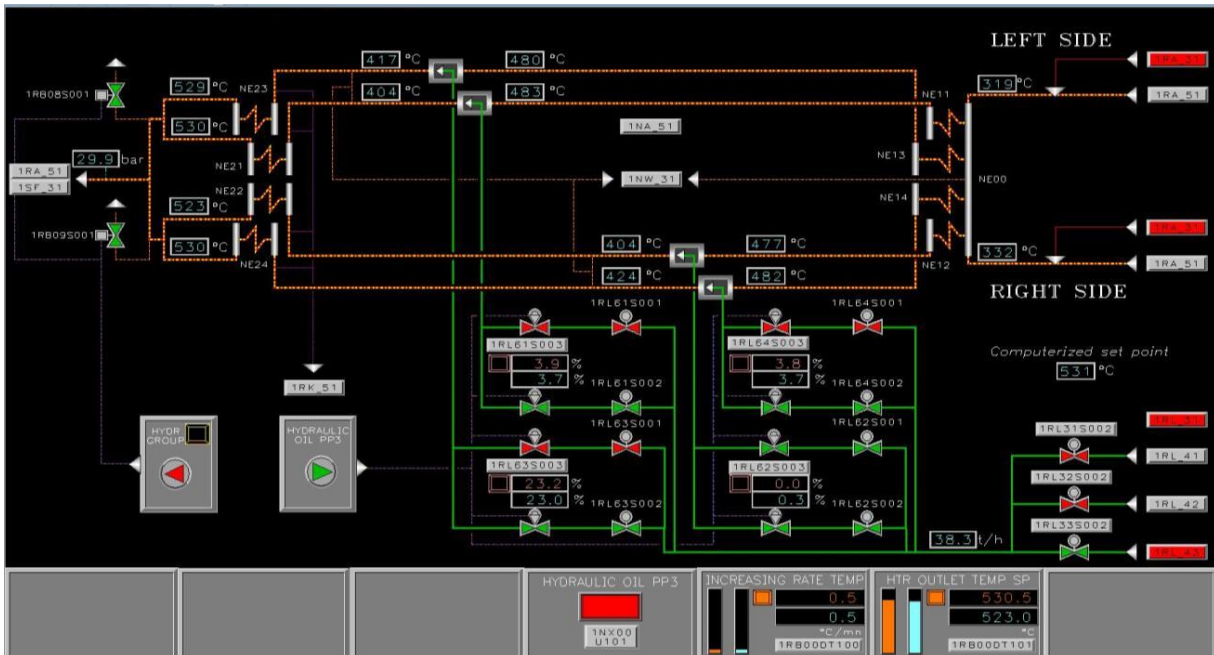 LEFT SIDE
417 °C
480 °C
1RA_31
529 °C
NE23
319 °C
1RB08S001
404 °C
483 °C
NE11
1RA_51
530 °C
1NA_51
29.9 bar
NE21
NE13
1RA_51
1SF_31
NE22
1NW_31
NE14
NE00
523 °C
1RB09S001
530 °C
404 °C
477 °C
1RA_31
NE24
424 °C
482 °C
NE12
332 °C
1RA_51
RIGHT SIDE
1RL61S001
1RL64S001
1RL61S003
1RL64S003
Computerized set point
3.9 %
3.8 %
531 °C
3.7 %
3.7 %
1RK_51
1RL61S002
1RL64S002
HYDR
GROUP
HYDRAULIC
OIL PP3
1RL63S001
1RL62S001
1RL_31
1RL31S002
1RL_41
1RL63S003
1RL62S003
23.2 %
0.0 %
1RL32S002
23.0 %
0.3 %
1RL63S002
1RL62S002
1RL_42
1RL33S002
38.3 t/h
1RL_43
HYDRAULIC OIL PP3
1NX00
U101
INCREASING RATE TEMP
0.5
0.5
°C/mn
1RB00DT100
HTR OUTLET TEMP SP
530.5
523.0
°C
1RB00DT101